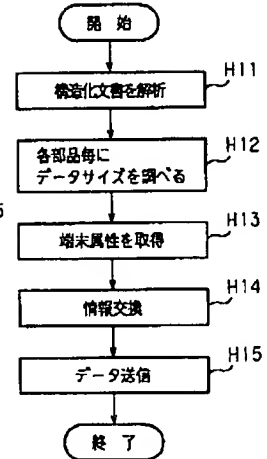 開 始
構造化文書を解析
H11
各部品毎に
データサイズを調べる
H12
端末属性を取得
H13
情報交換
H14
データ送信
H15
終 了